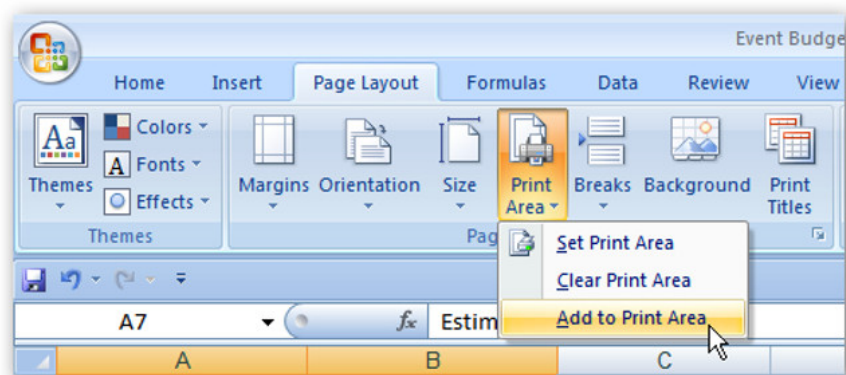 Event Budge
Home Insert Page Layout Formulas Data Review View
Aa Themes
Colors
A Fonts
Effects
Margins
Orientation
Size
Print Area
Breaks
Background
Print Titles
Themes
Pag
Set Print Area
Clear Print Area
Add to Print Area
A7 fx Estim
A B C